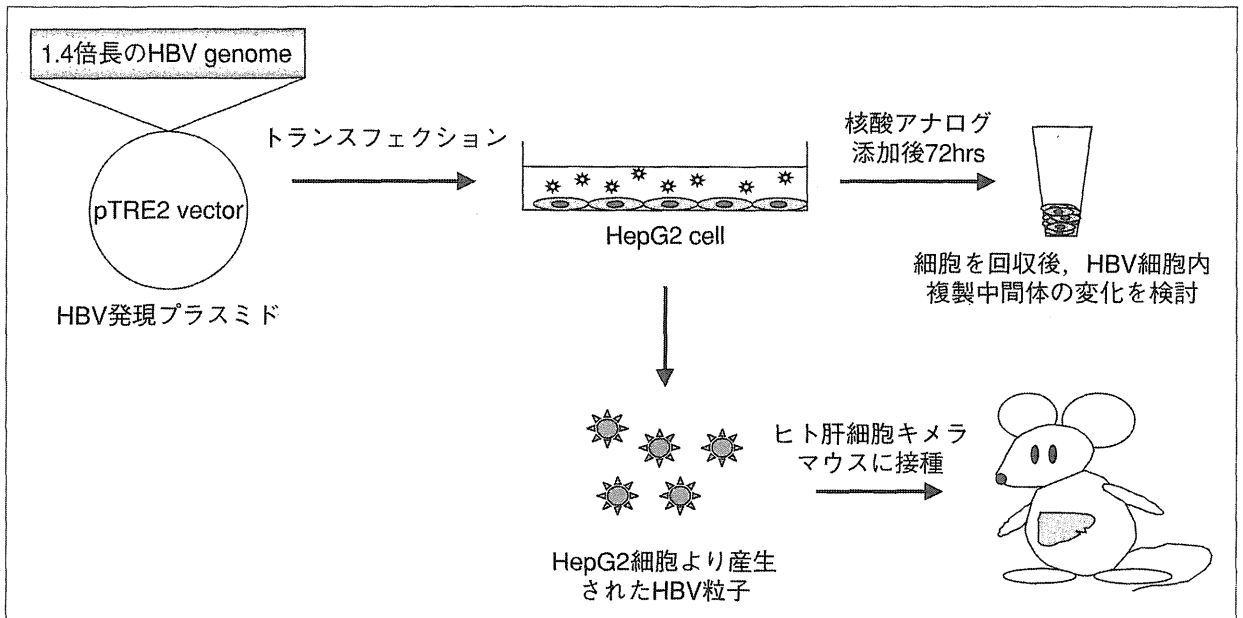 1.4倍長のHBV genome
pTRE2 vector
HBV発現プラスミド
トランスフェクション
HepG2 cell
核酸アナログ
添加後72hrs
細胞を回収後,HBV細胞内
複製中間体の変化を検討
HepG2細胞より産生
されたHBV粒子
ヒト肝細胞キメラ
マウスに接種